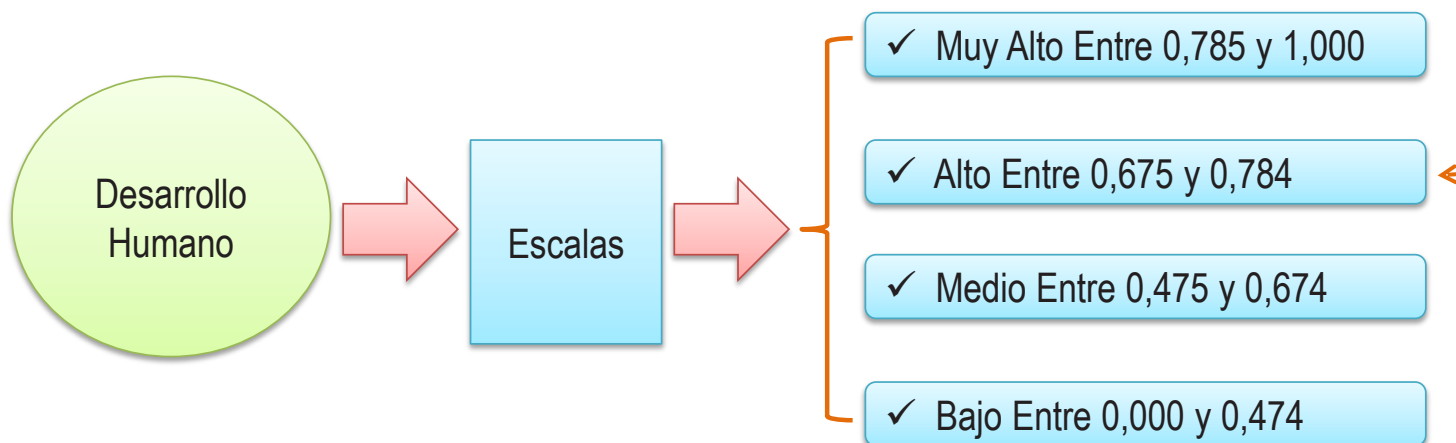 Desarrollo
Humano
Escalas
✓ Muy Alto Entre 0,785 y 1,000
✓ Alto Entre 0,675 y 0,784
✓ Medio Entre 0,475 y 0,674
✓ Bajo Entre 0,000 y 0,474